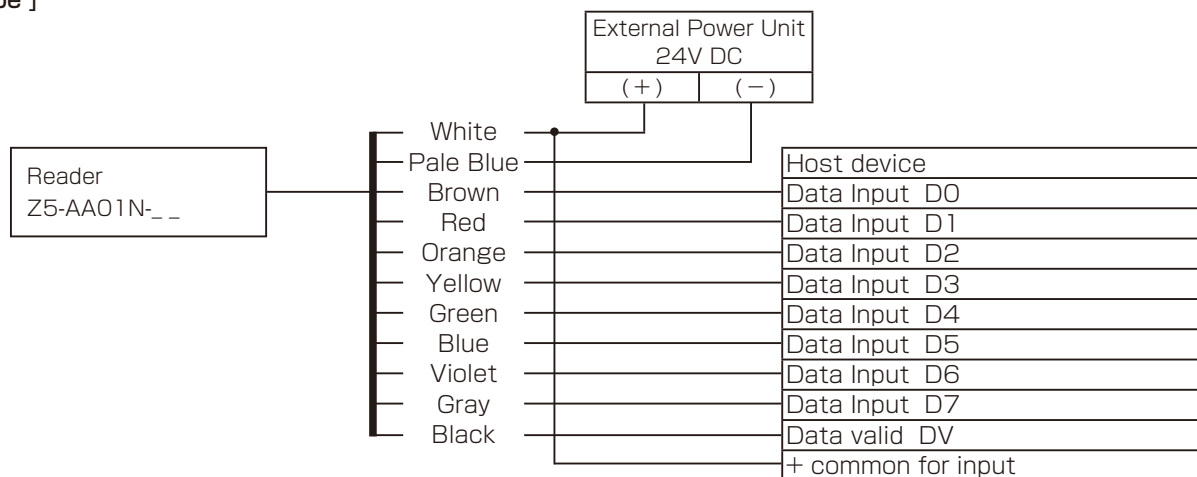 External Power Unit
24V DC
(+) (−)
White
Pale Blue
Brown
Red
Orange
Yellow
Green
Blue
Violet
Gray
Black
Reader
Z5-AA01N-_ _
Host device
Data Input D0
Data Input D1
Data Input D2
Data Input D3
Data Input D4
Data Input D5
Data Input D6
Data Input D7
Data valid DV
+ common for input